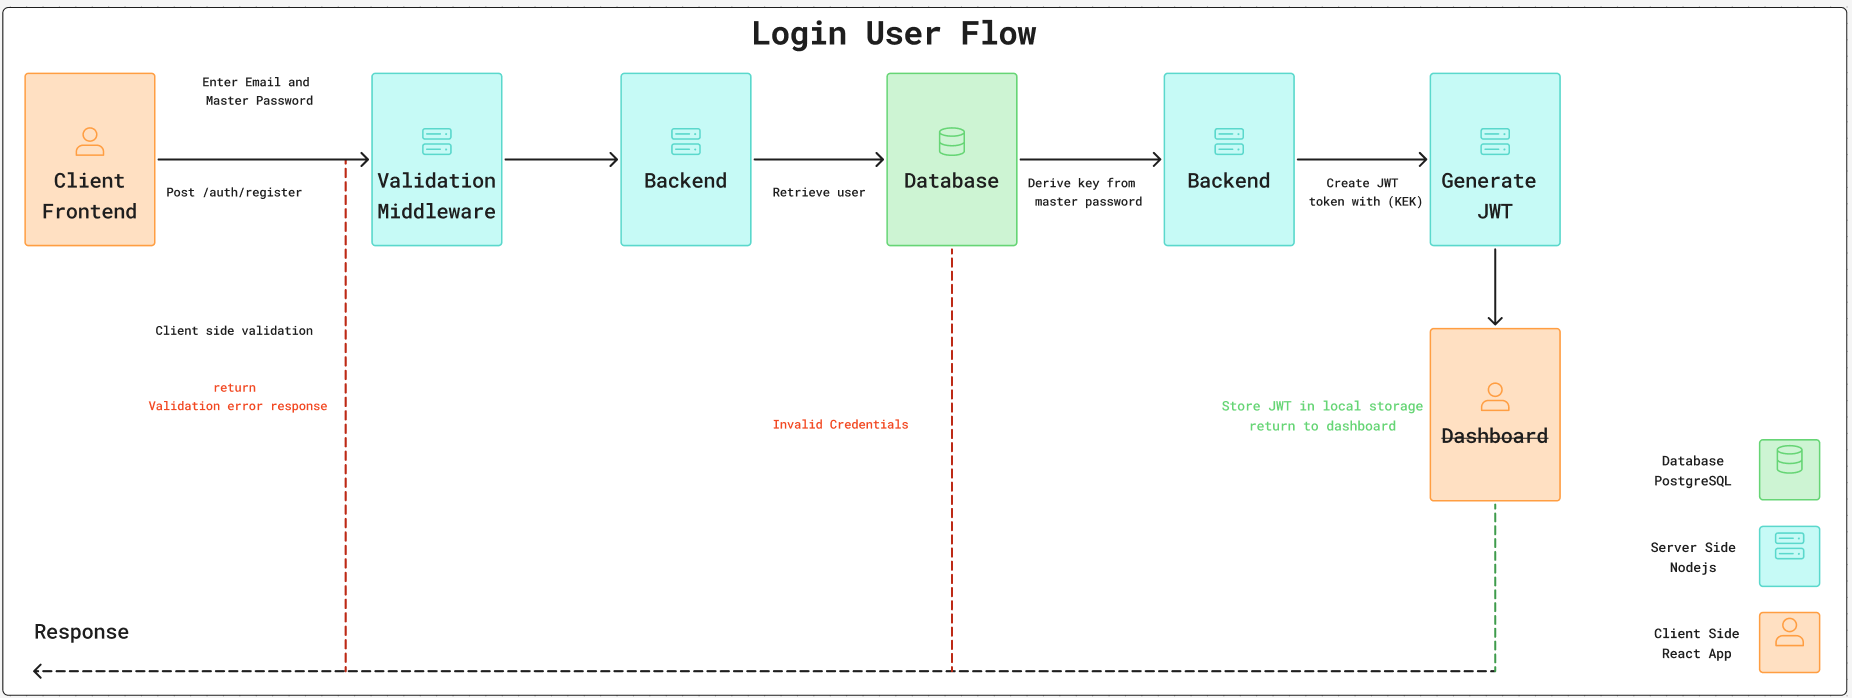 Login User Flow
Enter Email and
Master Password
Client
Frontend
Post /auth/register
Validation
Middleware
Backend
Retrieve user
Database
Derive key from
master password
Backend
Create JWT
token with (KEK)
Generate
JWT
Client side validation
return
Validation error response
Invalid Credentials
Store JWT in local storage
return to dashboard
Dashboard
Database
PostgreSQL
Server Side
Nodejs
Client Side
React App
Response